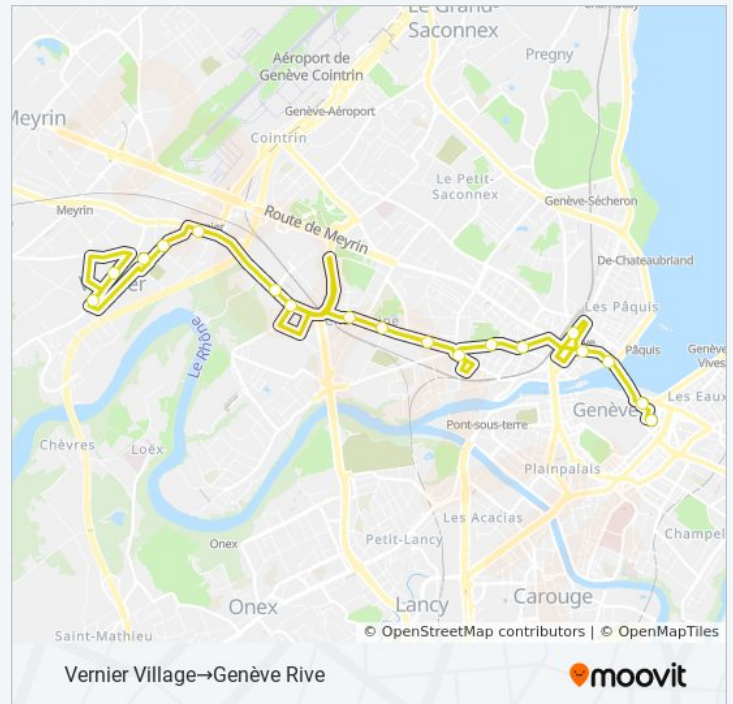 Le Grand-
Saconnex
Pregny
Aéroport de
Genève Cointrin
Genève-Aéroport
Meyrin
Cointrin
Le Petit-
Saconnex
Genève-Sécheron
Meyrin
Route de Meyrin
De-Chateaubriand
Les Pâquis
Le Rhône
Pâquis
Genève
Vives
Les Eaux
Genève
Pont-sous-terre
Chèvres
Loëx
Plainpalais
Les Acacias
Champel
Onex
Petit-Lancy
Onex
Lancy
Carouge
Saint-Mathieu
© OpenStreetMap contributors | © OpenMapTiles
Vernier Village→Genève Rive
moovit